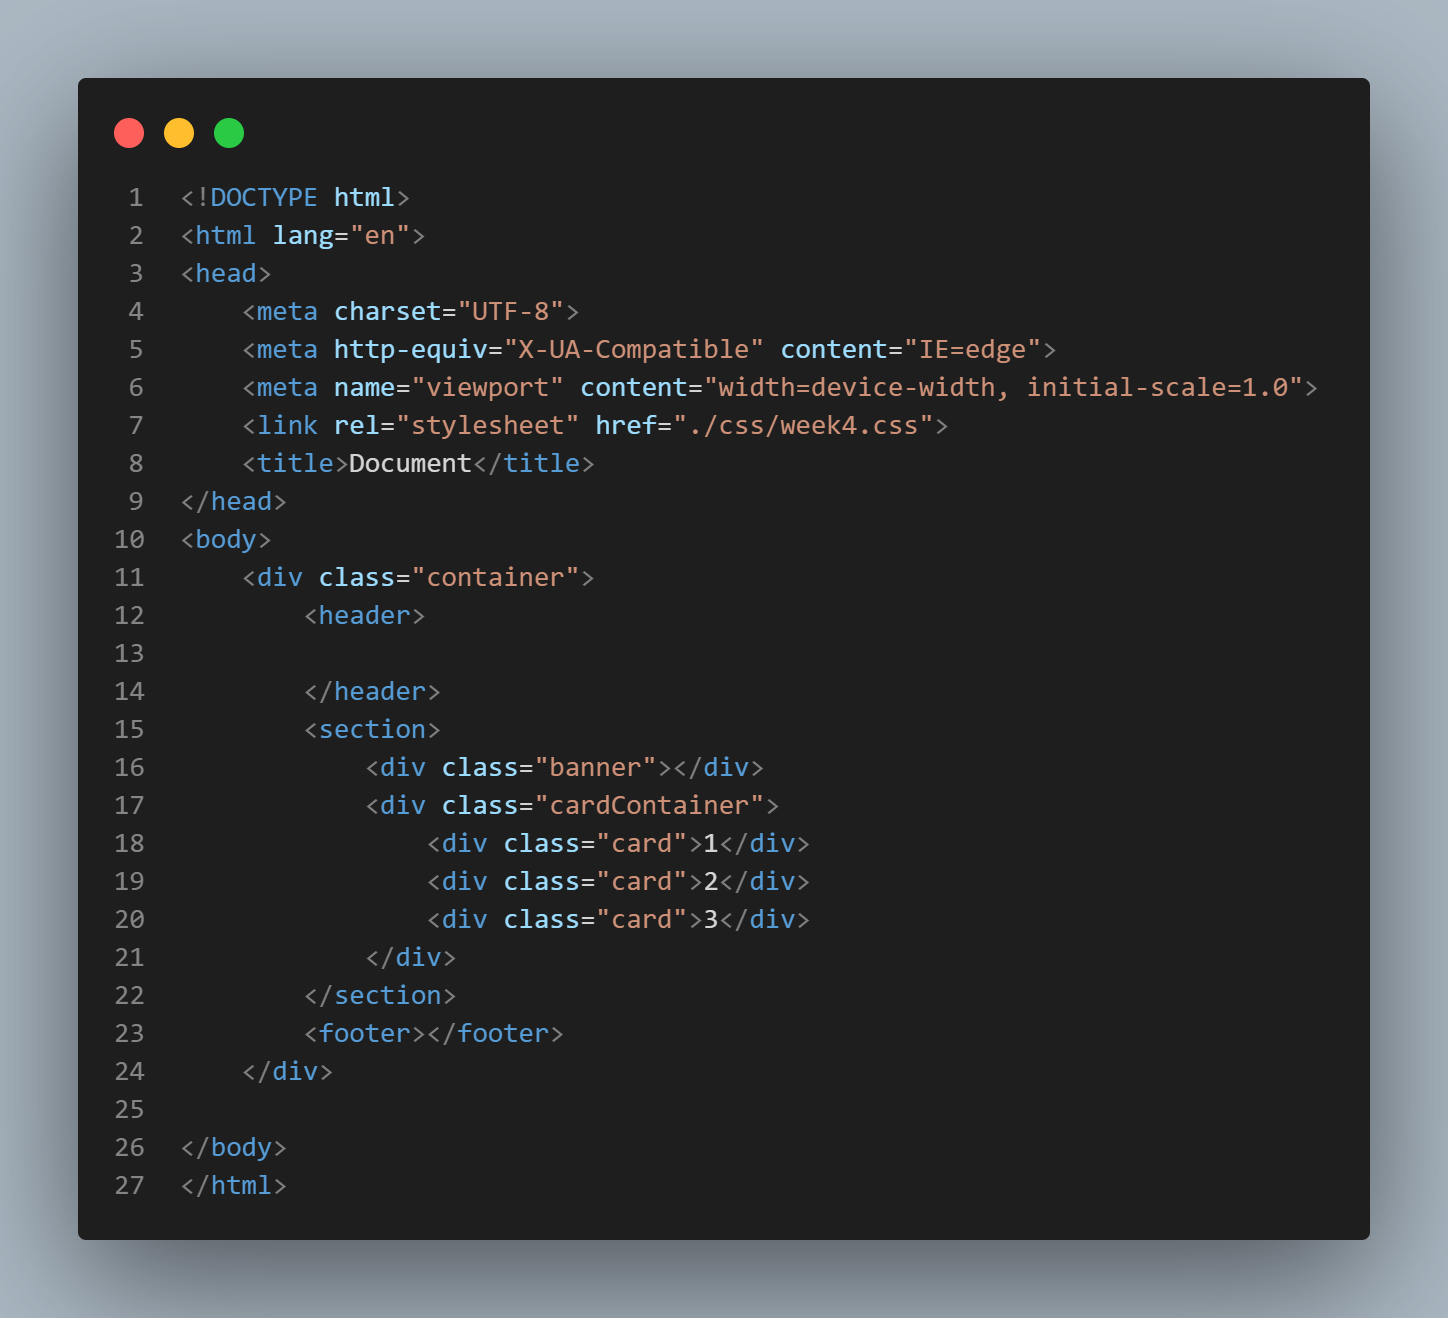 1 <!DOCTYPE html>
2 <html lang="en">
3 <head>
4     <meta charset="UTF-8">
5     <meta http-equiv="X-UA-Compatible" content="IE=edge">
6     <meta name="viewport" content="width=device-width, initial-scale=1.0">
7     <link rel="stylesheet" href="./css/week4.css">
8     <title>Document</title>
9 </head>
10 <body>
11     <div class="container">
12         <header>
13
14         </header>
15         <section>
16             <div class="banner"></div>
17             <div class="cardContainer">
18                 <div class="card">1</div>
19                 <div class="card">2</div>
20                 <div class="card">3</div>
21             </div>
22         </section>
23         <footer></footer>
24     </div>
25
26 </body>
27 </html>